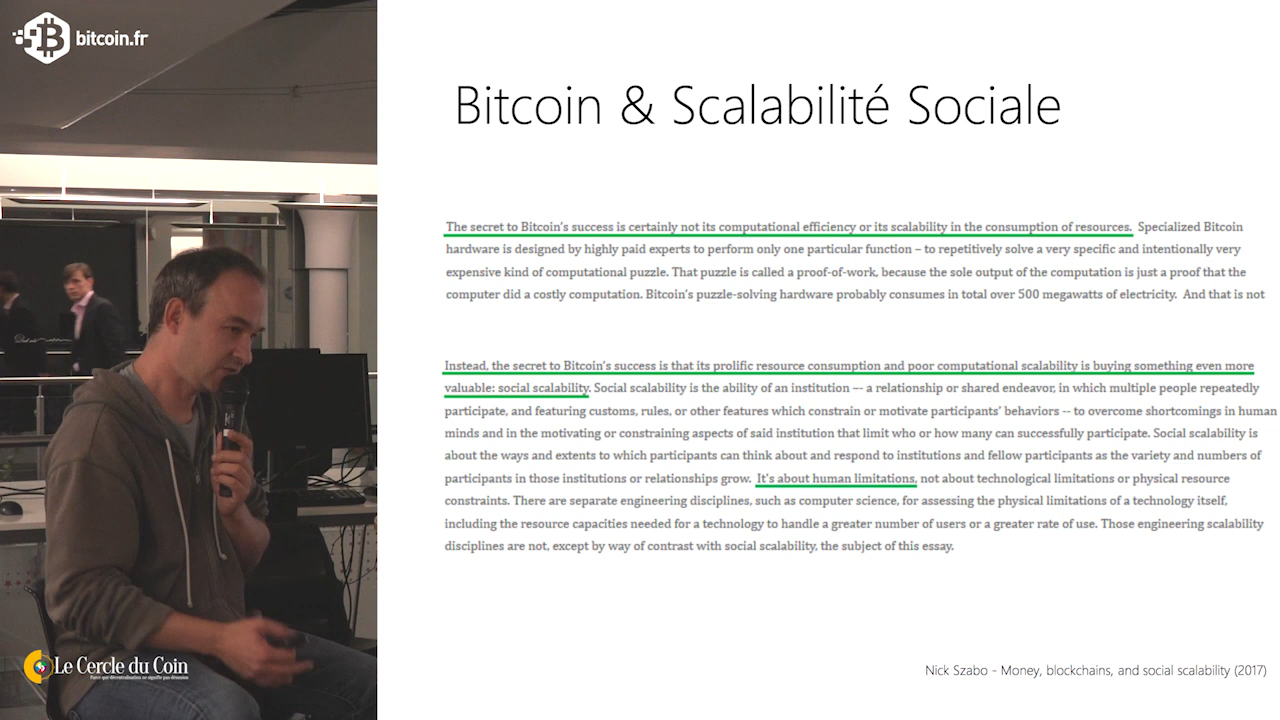 bitcoin.fr
Bitcoin & Scalabilité Sociale
The secret to Bitcoin's success is certainly not its computational efficiency or its scalability in the consumption of resources. Specialized Bitcoin
hardware is designed by highly paid experts to perform only one particular function – to repetitively solve a very specific and intentionally very
expensive kind of computational puzzle. That puzzle is called a proof-of-work, because the sole output of the computation is just a proof that the
computer did a costly computation. Bitcoin's puzzle-solving hardware probably consumes in total over 500 megawatts of electricity. And that is not
Instead, the secret to Bitcoin's success is that its prolific resource consumption and poor computational scalability is buying something even more
valuable: social scalability. Social scalability is the ability of an institution –- a relationship or shared endeavor, in which multiple people repeatedly
participate, and featuring customs, rules, or other features which constrain or motivate participants' behaviors -- to overcome shortcomings in human
minds and in the motivating or constraining aspects of said institution that limit who or how many can successfully participate. Social scalability is
about the ways and extents to which participants can think about and respond to institutions and fellow participants as the variety and numbers of
participants in those institutions or relationships grow. It's about human limitations, not about technological limitations or physical resource
constraints. There are separate engineering disciplines, such as computer science, for assessing the physical limitations of a technology itself,
including the resource capacities needed for a technology to handle a greater number of users or a greater rate of use. Those engineering scalability
disciplines are not, except by way of contrast with social scalability, the subject of this essay.
Le Cercle du Coin
Parce que décentralisation ne signifie pas désunion
Nick Szabo - Money, blockchains, and social scalability (2017)